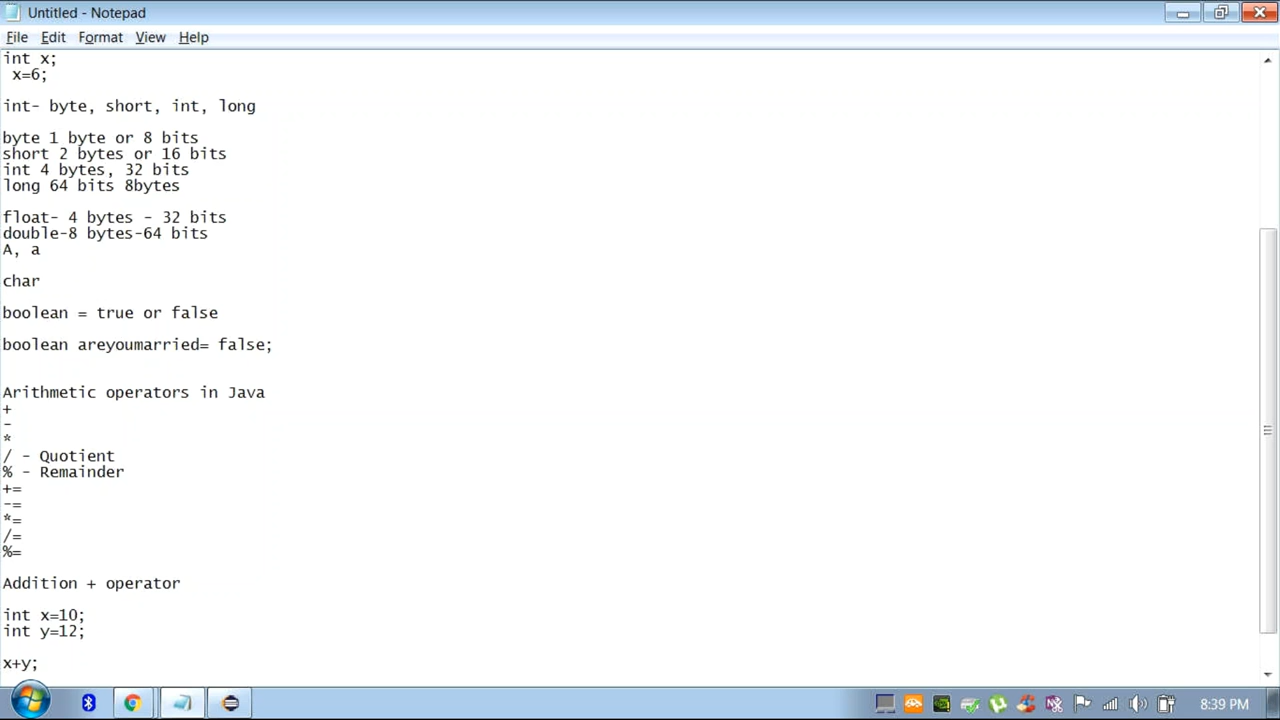 Untitled - Notepad
File Edit Format View Help
int x;
x=6;
int- byte, short, int, long
byte 1 byte or 8 bits
short 2 bytes or 16 bits
int 4 bytes, 32 bits
long 64 bits 8bytes
float- 4 bytes - 32 bits
double-8 bytes-64 bits
A, a
char
boolean = true or false
boolean areyoumarried= false;
Arithmetic operators in Java
+
-
*
/ - Quotient
% - Remainder
+=
-=
*=
/=
%=
Addition + operator
int x=10;
int y=12;
x+y;
8:39 PM